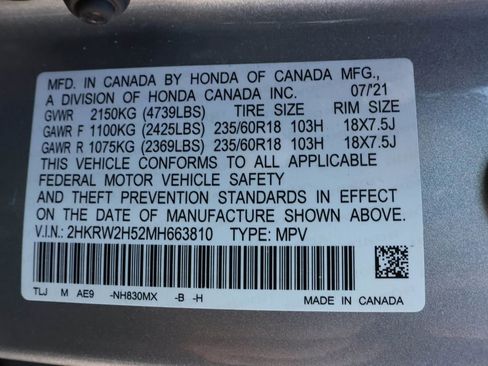 MFD. IN CANADA BY HONDA OF CANADA MFG.,
A DIVISION OF HONDA CANADA INC. 07/'21
GVWR 2150KG (4739LBS) TIRE SIZE RIM SIZE
GAWR F 1100KG (2425LBS) 235/60R18 103H 18X7.5J
GAWR R 1075KG (2369LBS) 235/60R18 103H 18X7.5J
THIS VEHICLE CONFORMS TO ALL APPLICABLE
FEDERAL MOTOR VEHICLE SAFETY
AND THEFT PREVENTION STANDARDS IN EFFECT
ON THE DATE OF MANUFACTURE SHOWN ABOVE.
V.I.N.: 2HKRW2H52MH663810 TYPE: MPV
TLJ M AE9 -NH830MX -B -H
MADE IN CANADA